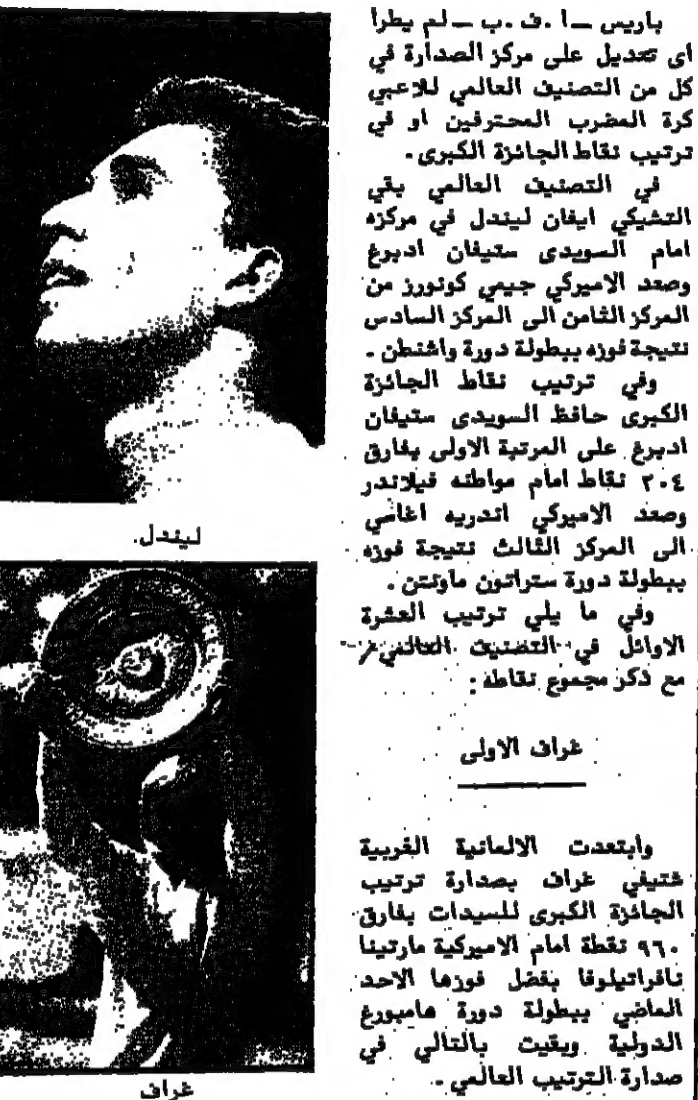 باريس ــ ا . ف . ب ــ لم يطرا
اى تعديل على مركز الصدارة في
كل من التصنيف العالمي للاعبي
كرة المضرب المحترفين او في
ترتيب نقاط الجائزة الكبرى .
في التصنيف العالمي بقي
التشيكي ايفان ليندل في مركزه
امام السويدى ستيفان ادبرغ
وصعد الاميركي جيمي كونورز من
المركز الثامن الى المركز السادس
نتيجة فوزه ببطولة دورة واشنطن .
وفي ترتيب نقاط الجائزة
الكبرى حافظ السويدى ستيفان
ادبرغ على المرتبة الاولى بفارق
٢٠٤ نقاط امام مواطنه فيلاندر
وصعد الاميركي اندريه اغاسي
الى المركز الثالث نتيجة فوزه
ببطولة دورة ستراتون ماونتن .
وفي ما يلي ترتيب العشرة
الاوائل في التصنيف العالمي
مع ذكر مجموع نقاطه :
غراف الاولى
وابتعدت الالمانية الغربية
شتيفي غراف بصدارة ترتيب
الجائزة الكبرى للسيدات بفارق
٩٦٠ نقطة امام الاميركية مارتينا
نافراتيلوفا بفضل فوزها الاحد
الماضي ببطولة دورة هامبورغ
الدولية وبقيت بالتالي في
صدارة الترتيب العالمي .
ليندل .
غراف